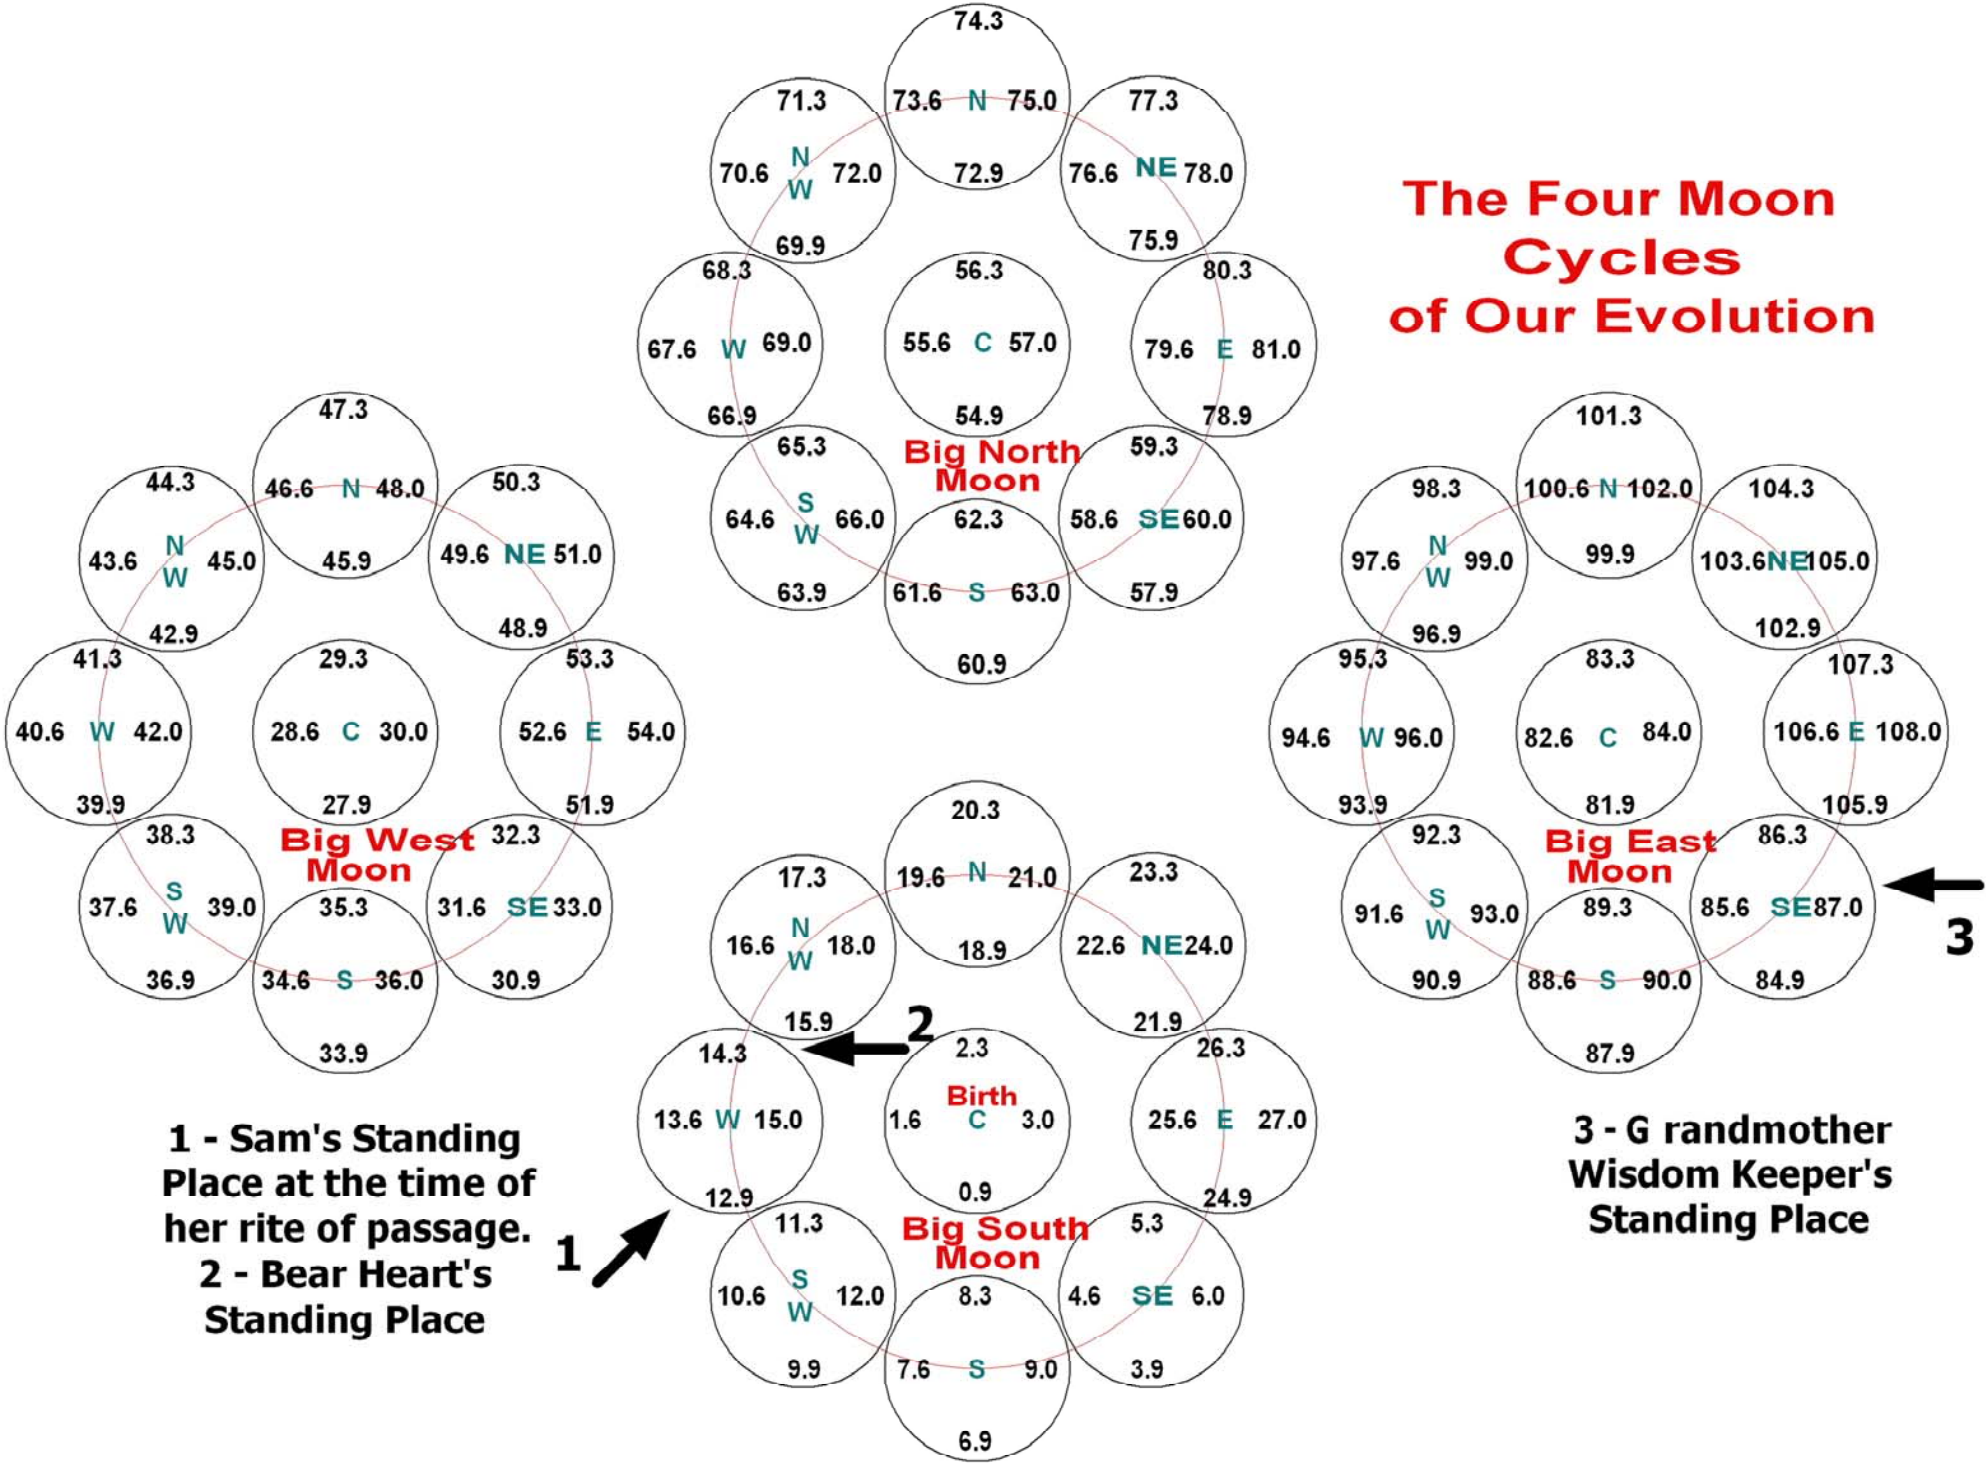 The Four Moon
Cycles
of Our Evolution
74.3
73.6 N 75.0
72.9
71.3
N
70.6 72.0
W
69.9
77.3
76.6 NE 78.0
75.9
68.3
67.6 W 69.0
66.9
56.3
55.6 C 57.0
54.9
80.3
79.6 E 81.0
78.9
Big North
Moon
65.3
S
64.6 66.0
W
63.9
62.3
61.6 S 63.0
60.9
59.3
58.6 SE 60.0
57.9
47.3
46.6 N 48.0
45.9
44.3
N
43.6 45.0
W
42.9
50.3
49.6 NE 51.0
48.9
41.3
40.6 W 42.0
39.9
29.3
28.6 C 30.0
27.9
53.3
52.6 E 54.0
51.9
Big West
Moon
38.3
S
37.6 39.0
W
36.9
35.3
34.6 S 36.0
33.9
32.3
31.6 SE 33.0
30.9
101.3
100.6 N 102.0
99.9
98.3
N
97.6 99.0
W
96.9
104.3
103.6 NE 105.0
102.9
95.3
94.6 W 96.0
93.9
83.3
82.6 C 84.0
81.9
107.3
106.6 E 108.0
105.9
Big East
Moon
92.3
S
91.6 93.0
W
90.9
89.3
88.6 S 90.0
87.9
86.3
85.6 SE 87.0
84.9
3
20.3
19.6 N 21.0
18.9
17.3
N
16.6 18.0
W
15.9
23.3
22.6 NE 24.0
21.9
2
14.3
13.6 W 15.0
12.9
2.3
Birth
1.6 C 3.0
0.9
26.3
25.6 E 27.0
24.9
Big South
Moon
1
11.3
S
10.6 12.0
W
9.9
8.3
7.6 S 9.0
6.9
5.3
4.6 SE 6.0
3.9
1 - Sam's Standing
Place at the time of
her rite of passage.
2 - Bear Heart's
Standing Place
3 - G randmother
Wisdom Keeper's
Standing Place